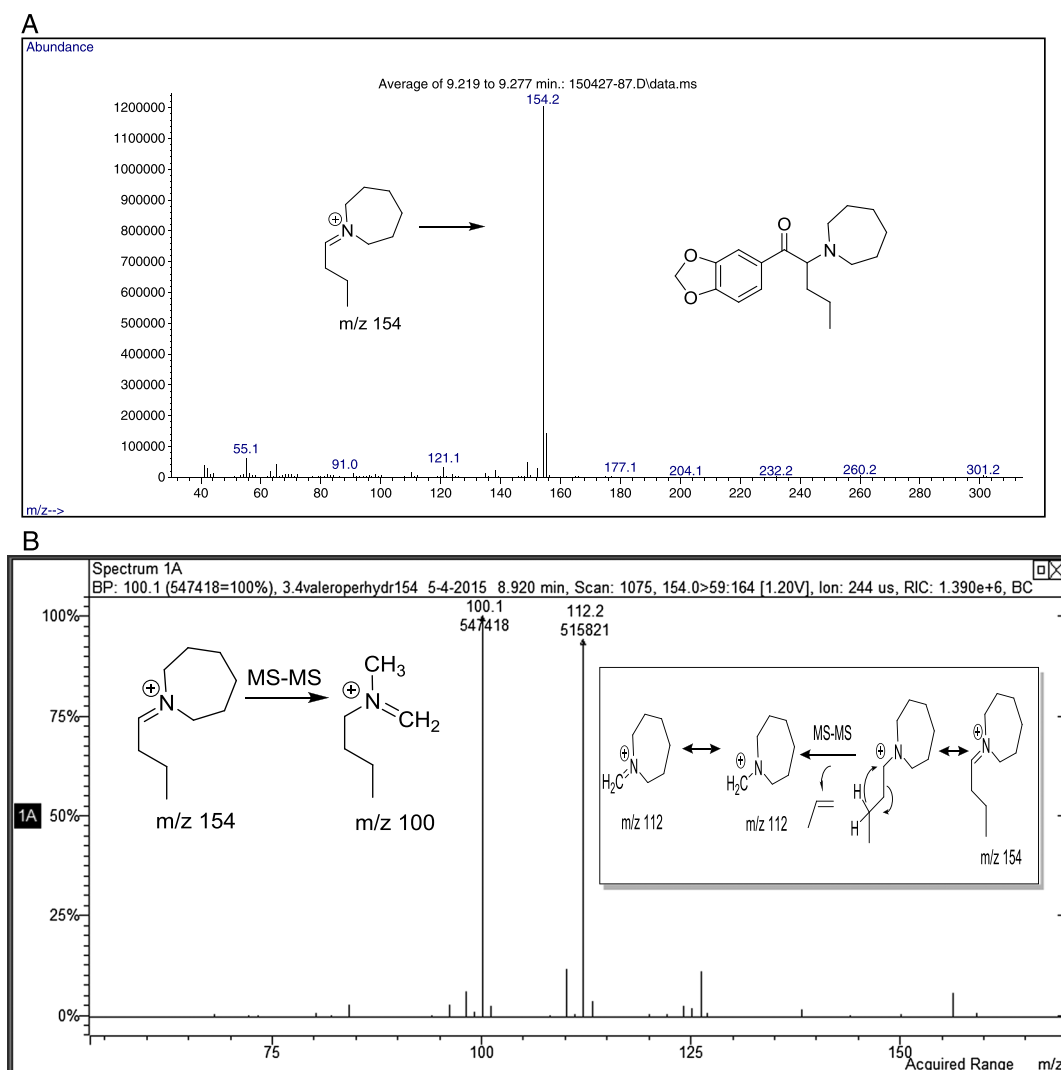 A
Abundance
Average of 9.219 to 9.277 min.: 150427-87.D\data.ms
154.2
1200000
1100000
1000000
900000
800000
700000
600000
500000
400000
300000
200000
100000
0
⊕
N
m/z 154
O
N
O
O
55.1
91.0
121.1
177.1
204.1
232.2
260.2
301.2
40 60 80 100 120 140 160 180 200 220 240 260 280 300
m/z-->
B
Spectrum 1A
BP: 100.1 (547418=100%), 3.4valeroperhydr154 5-4-2015 8.920 min, Scan: 1075, 154.0>59:164 [1.20V], Ion: 244 us, RIC: 1.390e+6, BC
100.1
547418
112.2
515821
100%
75%
50%
25%
0%
1A
⊕
N
m/z 154
MS-MS
CH3
⊕
N
CH2
m/z 100
⊕
N
H2C
m/z 112
⊕
N
H2C
m/z 112
MS-MS
⊕
N
H
H
⊕
N
m/z 154
75 100 125 150
Acquired Range m/z